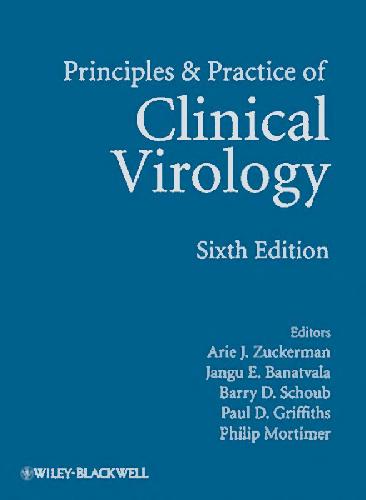 Principles & Practice of
Clinical
Virology
Sixth Edition
Editors
Arie J. Zuckerman
Jangu E. Banatvala
Barry D. Schoub
Paul D. Griffiths
Philip Mortimer
WILEY-BLACKWELL